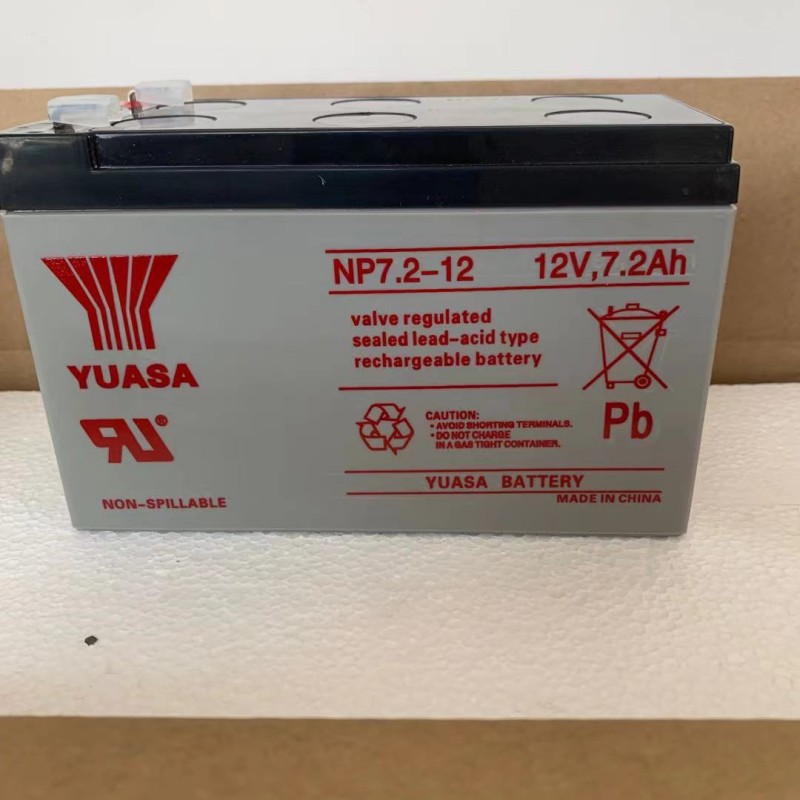 NP7.2-12 12V,7.2Ah
YUASA
valve regulated
sealed lead-acid type
rechargeable battery
Pb
CAUTION:
• AVOID SHORTING TERMINALS.
• DO NOT CHARGE
IN A GAS TIGHT CONTAINER.
NON-SPILLABLE
YUASA BATTERY
MADE IN CHINA